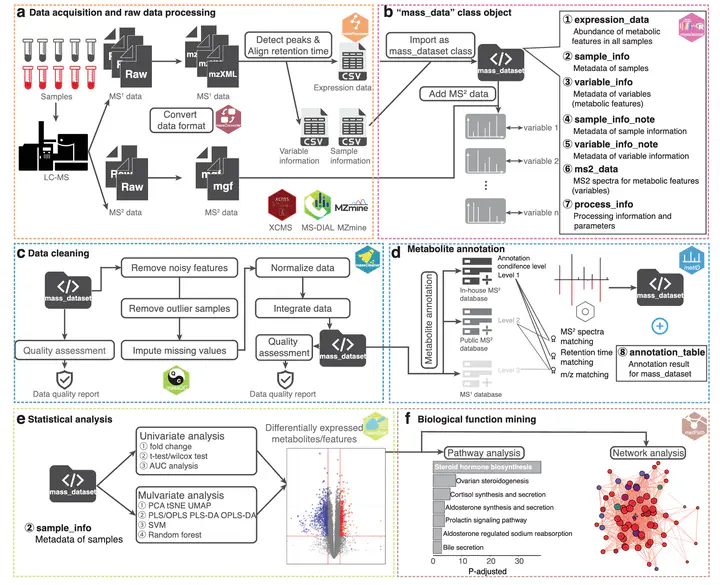 a Data acquisition and raw data processing
Samples
LC-MS
Raw
MS¹ data
mzXML
MS¹ data
Detect peaks &
Align retention time
CSV
Expression data
Convert
data format
CSV
Variable
information
CSV
Sample
information
Raw
Raw
MS² data
mgf
mgf
MS² data
XCMS
XCMS
MS-DIAL
MZmine
MZmine
b "mass_data" class object
Import as
mass_dataset class
</>
mass_dataset
Add MS² data
variable 1
variable 2
variable n
① expression_data
Abundance of metabolic
features in all samples
② sample_info
Metadata of samples
③ variable_info
Metadata of variables
(metabolic features)
④ sample_info_note
Metadata of sample information
⑤ variable_info_note
Metadata of variable information
⑥ ms2_data
MS2 spectra for metabolic features
(variables)
⑦ process_info
Processing information and
parameters
c Data cleaning
</>
mass_dataset
Quality assessment
Data quality report
Remove noisy features
Remove outlier samples
Impute missing values
Normalize data
Integrate data
Quality
assessment
Data quality report
</>
mass_dataset
d Metabolite annotation
metID
Metabolite annotation
Annotation
condifence level
Level 1
In-house MS²
database
Level 2
Public MS²
database
Level 3
MS¹ database
MS² spectra
matching
Retention time
matching
m/z matching
</>
mass_dataset
⑧ annotation_table
Annotation result
for mass_dataset
e Statistical analysis
</>
mass_dataset
② sample_info
Metadata of samples
Univariate analysis
① fold change
② t-test/wilcox test
③ AUC analysis
Mulvariate analysis
① PCA tSNE UMAP
② PLS/OPLS PLS-DA OPLS-DA
③ SVM
④ Random forest
Differentially expressed
metabolites/features
f Biological function mining
Pathway analysis
Network analysis
Steroid hormone biosynthesis
Ovarian steroidogenesis
Cortisol synthesis and secretion
Aldosterone synthesis and secretion
Prolactin signaling pathway
Aldosterone regulated sodium reabsorption
Bile secretion
0 10 20 30
P-adjusted